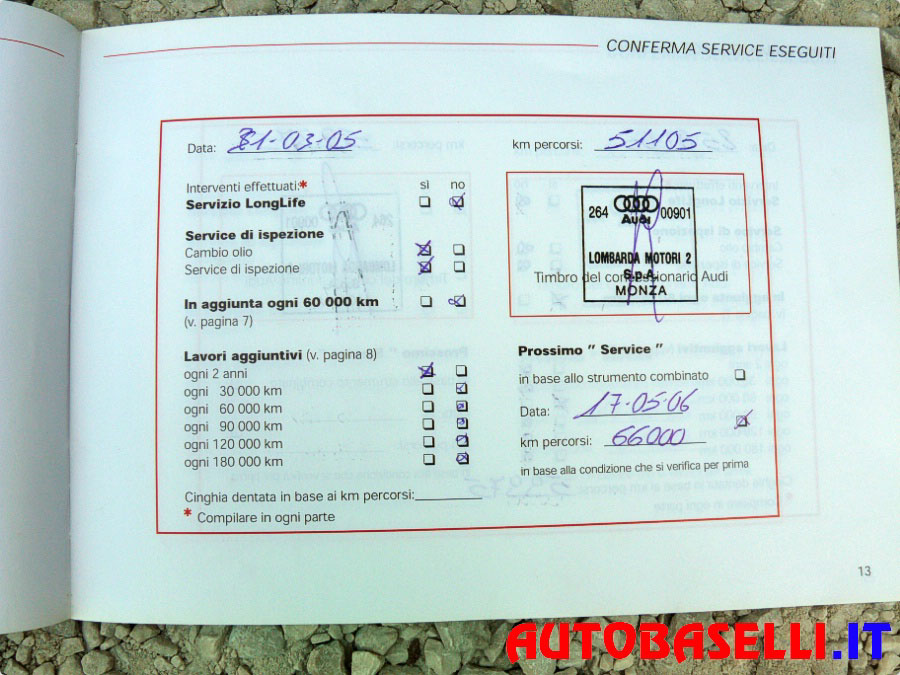 CONFERMA SERVICE ESEGUITI
Data: 31-03-05
km percorsi: 51105
Interventi effettuati:* si no
Servizio LongLife
Service di ispezione
Cambio olio
Service di ispezione
In aggiunta ogni 60 000 km
(v. pagina 7)
Lavori aggiuntivi (v. pagina 8)
ogni 2 anni
ogni 30 000 km
ogni 60 000 km
ogni 90 000 km
ogni 120 000 km
ogni 180 000 km
Cinghia dentata in base ai km percorsi:
* Compilare in ogni parte
264 Audi 00901
LOMBARDA MOTORI 2
S.p.A
MONZA
Timbro del concessionario Audi
Prossimo " Service "
in base allo strumento combinato
Data: 17-05-06
km percorsi: 66000
in base alla condizione che si verifica per prima
13
AUTOBASELLI.IT